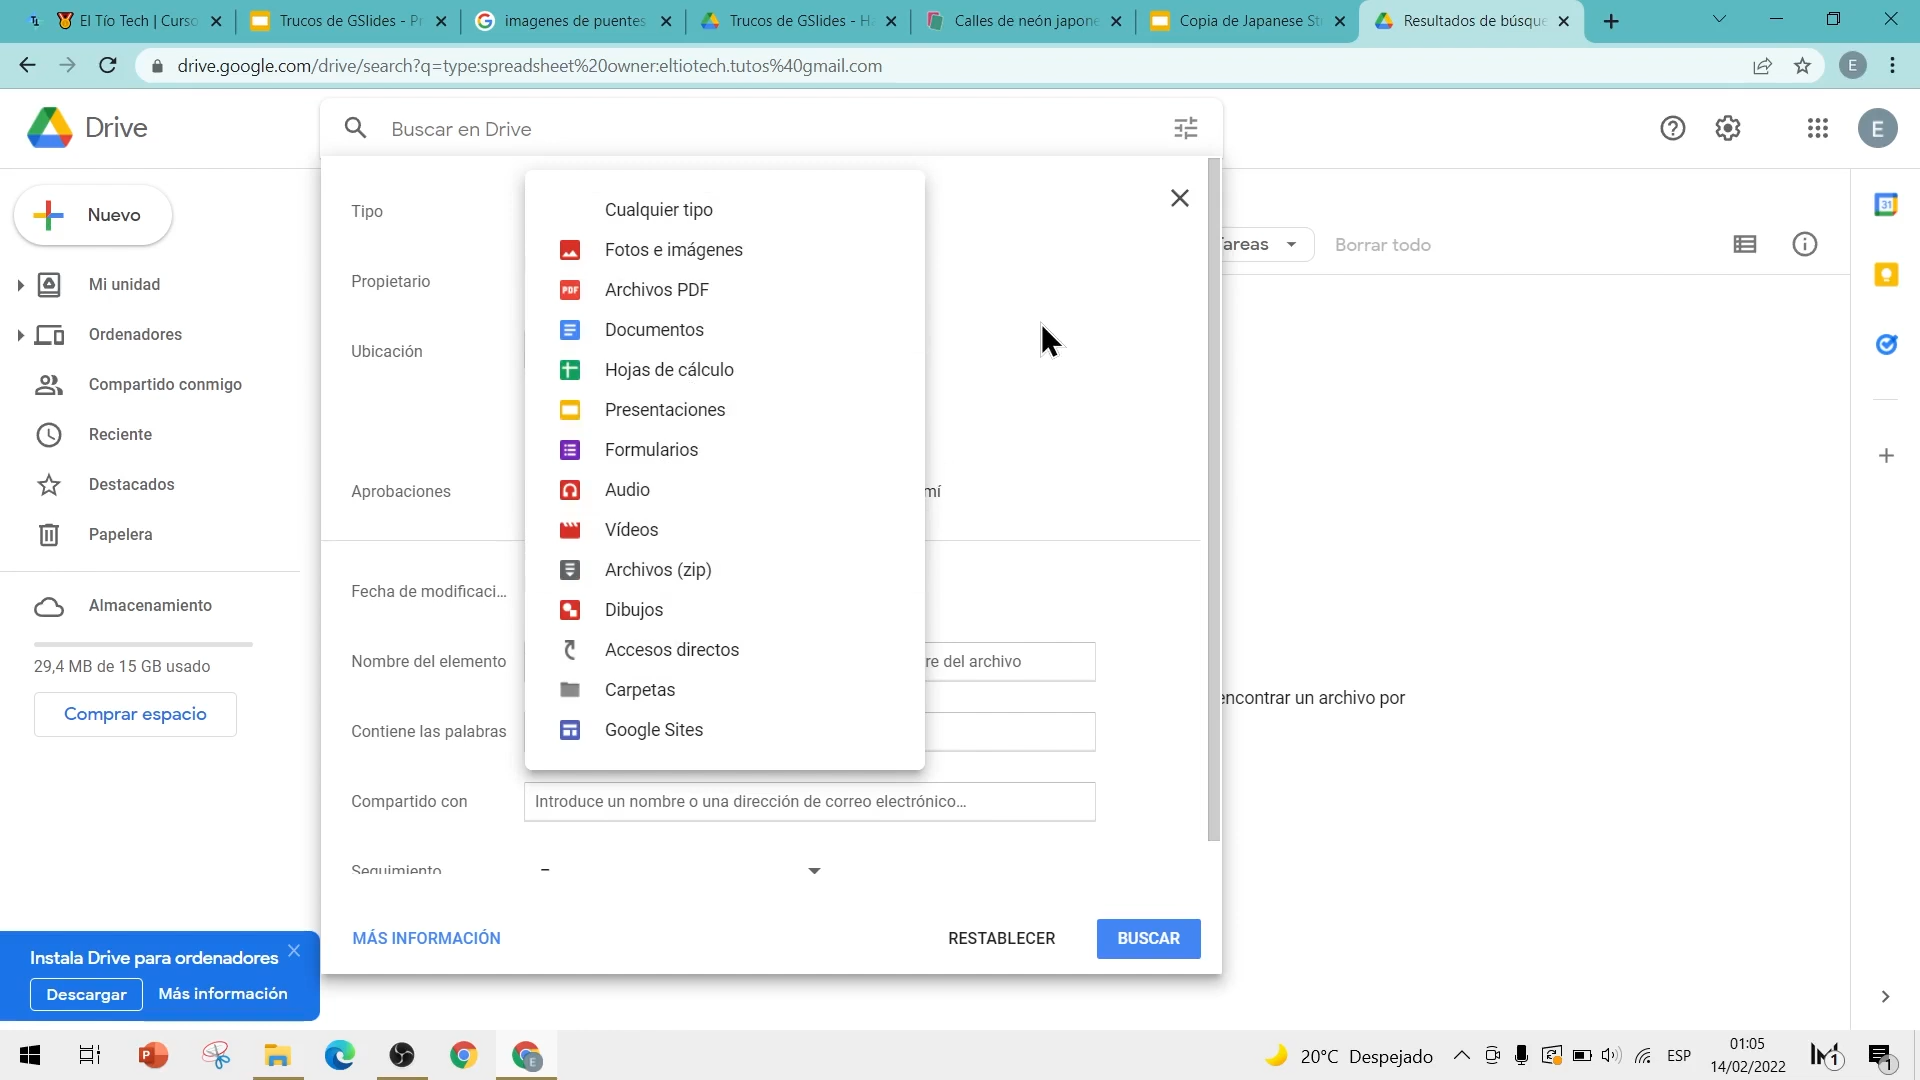 El Tío Tech | Curso
Trucos de GSlides - Pr
imagenes de puentes
Trucos de GSlides - Ha
Calles de neón japone
Copia de Japanese St
Resultados de búsque
drive.google.com/drive/search?q=type:spreadsheet%20owner:eltiotech.tutos%40gmail.com
E
Drive
Buscar en Drive
E
Nuevo
Mi unidad
Ordenadores
Compartido conmigo
Reciente
Destacados
Papelera
Almacenamiento
29,4 MB de 15 GB usado
Comprar espacio
Instala Drive para ordenadores
Descargar
Más información
Tipo
Propietario
Ubicación
Aprobaciones
mí
Fecha de modificaci...
Nombre del elemento
re del archivo
Contiene las palabras
Compartido con
Introduce un nombre o una dirección de correo electrónico...
Seguimiento
–
Cualquier tipo
Fotos e imágenes
PDF
Archivos PDF
Documentos
Hojas de cálculo
Presentaciones
Formularios
Audio
Vídeos
Archivos (zip)
Dibujos
Accesos directos
Carpetas
Google Sites
MÁS INFORMACIÓN
RESTABLECER
BUSCAR
Tareas
Borrar todo
encontrar un archivo por
31
20°C Despejado
ESP
01:05
14/02/2022
1
1